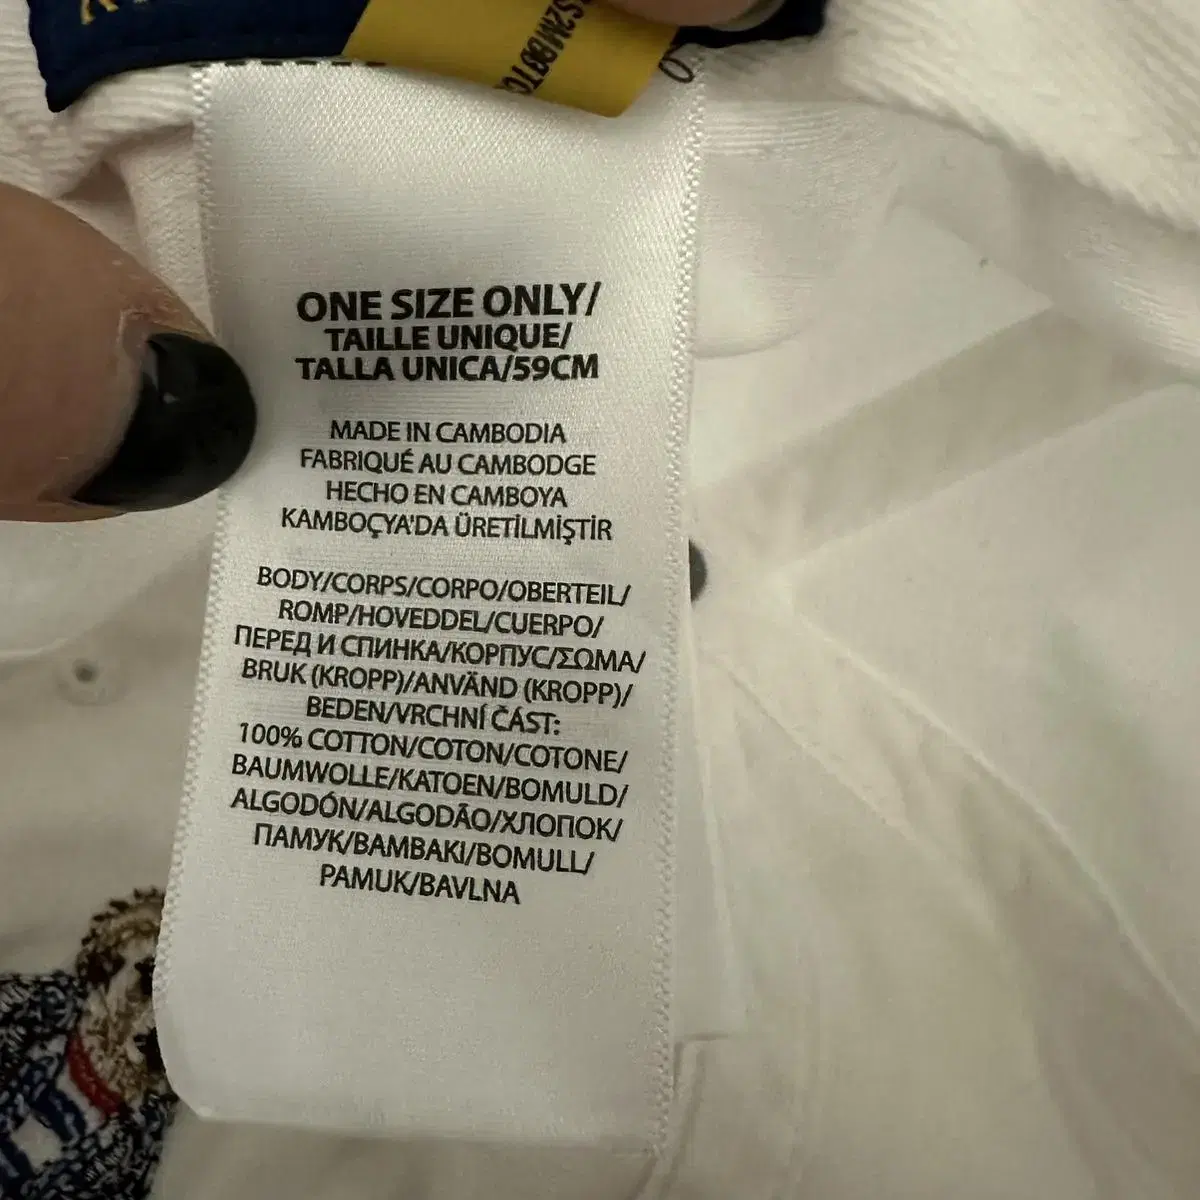 ONE SIZE ONLY/
TAILLE UNIQUE/
TALLA UNICA/59CM
MADE IN CAMBODIA
FABRIQUÉ AU CAMBODGE
HECHO EN CAMBOYA
KAMBOÇYA'DA ÜRETİLMİŞTİR
BODY/CORPS/CORPO/OBERTEIL/
ROMP/HOVEDDEL/CUERPO/
ПЕРЕД И СПИНКА/КОРПУС/ΣΩΜΑ/
BRUK (KROPP)/ANVÄND (KROPP)/
BEDEN/VRCHNÍ ČÁST:
100% COTTON/COTON/COTONE/
BAUMWOLLE/KATOEN/BOMULD/
ALGODÓN/ALGODÃO/ХЛОПОК/
ПАМУК/BAMBAKI/BOMULL/
PAMUK/BAVLNA